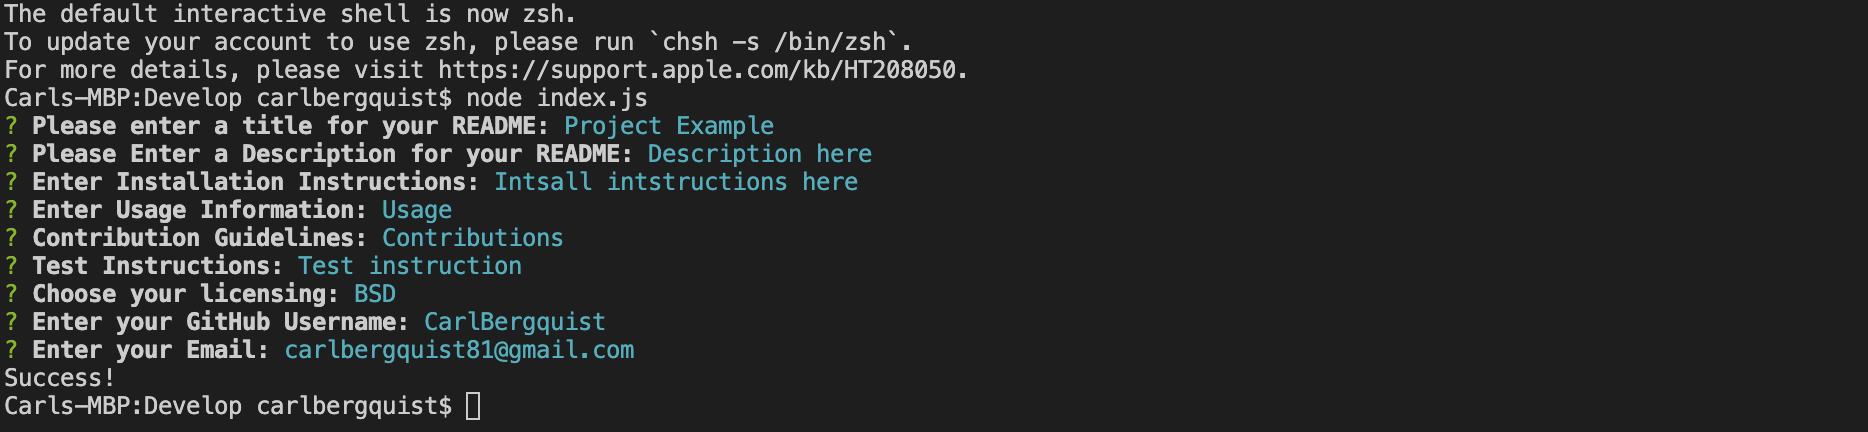 The default interactive shell is now zsh.
To update your account to use zsh, please run `chsh -s /bin/zsh`.
For more details, please visit https://support.apple.com/kb/HT208050.
Carls-MBP:Develop carlbergquist$ node index.js
? Please enter a title for your README: Project Example
? Please Enter a Description for your README: Description here
? Enter Installation Instructions: Intsall intstructions here
? Enter Usage Information: Usage
? Contribution Guidelines: Contributions
? Test Instructions: Test instruction
? Choose your licensing: BSD
? Enter your GitHub Username: CarlBergquist
? Enter your Email: carlbergquist81@gmail.com
Success!
Carls-MBP:Develop carlbergquist$